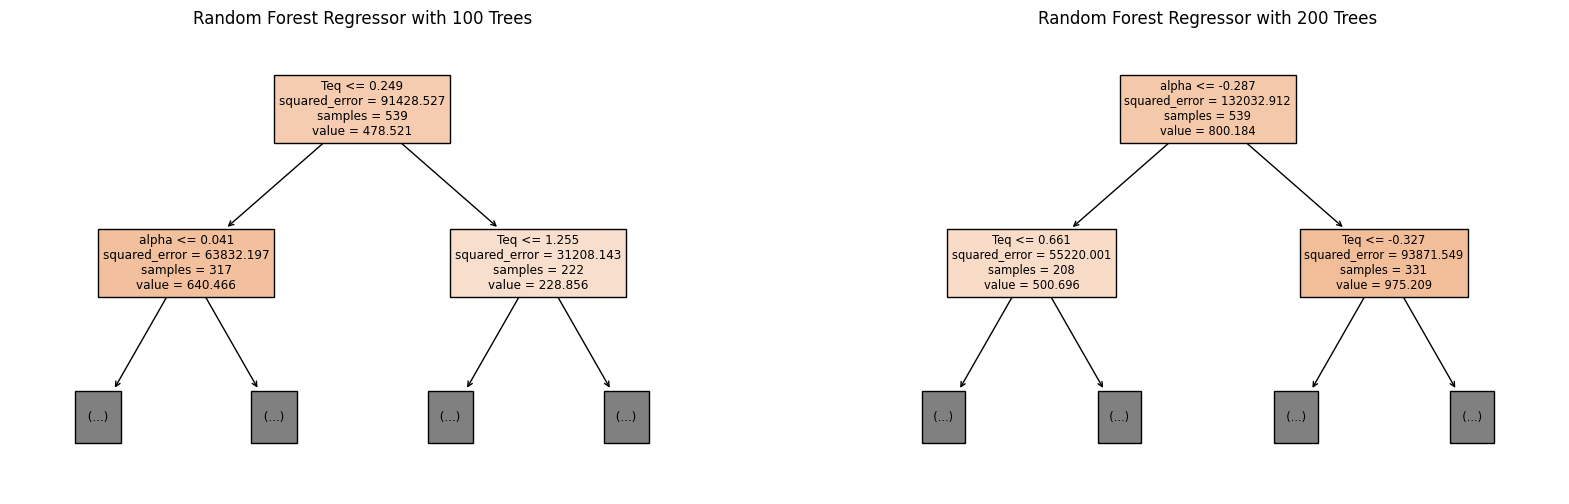 Random Forest Regressor with 100 Trees
Teq <= 0.249
squared_error = 91428.527
samples = 539
value = 478.521
alpha <= 0.041
squared_error = 63832.197
samples = 317
value = 640.466
Teq <= 1.255
squared_error = 31208.143
samples = 222
value = 228.856
(...)
(...)
(...)
(...)
Random Forest Regressor with 200 Trees
alpha <= -0.287
squared_error = 132032.912
samples = 539
value = 800.184
Teq <= 0.661
squared_error = 55220.001
samples = 208
value = 500.696
Teq <= -0.327
squared_error = 93871.549
samples = 331
value = 975.209
(...)
(...)
(...)
(...)